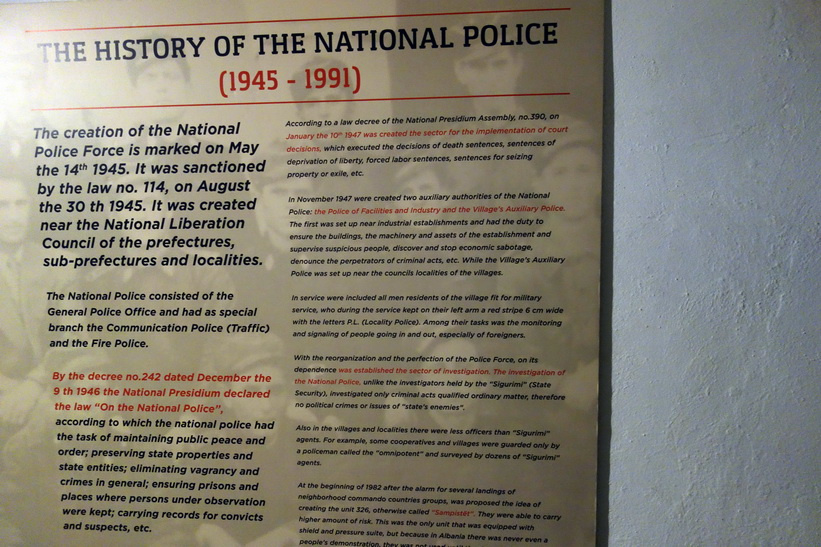 THE HISTORY OF THE NATIONAL POLICE
(1945 - 1991)
The creation of the National
Police Force is marked on May
the 14th 1945. It was sanctioned
by the law no. 114, on August
the 30 th 1945. It was created
near the National Liberation
Council of the prefectures,
sub-prefectures and localities.
The National Police consisted of the
General Police Office and had as special
branch the Communication Police (Traffic)
and the Fire Police.
By the decree no.242 dated December the
9 th 1946 the National Presidium declared
the law “On the National Police”,
according to which the national police had
the task of maintaining public peace and
order; preserving state properties and
state entities; eliminating vagrancy and
crimes in general; ensuring prisons and
places where persons under observation
were kept; carrying records for convicts
and suspects, etc.
According to a law decree of the National Presidium Assembly, no.390, on
January the 10th 1947 was created the sector for the implementation of court
decisions, which executed the decisions of death sentences, sentences of
deprivation of liberty, forced labor sentences, sentences for seizing
property or exile, etc.
In November 1947 were created two auxiliary authorities of the National
Police: the Police of Facilities and Industry and the Village's Auxiliary Police.
The first was set up near industrial establishments and had the duty to
ensure the buildings, the machinery and assets of the establishment and
supervise suspicious people, discover and stop economic sabotage,
denounce the perpetrators of criminal acts, etc. While the Village's Auxiliary
Police was set up near the councils localities of the villages.
In service were included all men residents of the village fit for military
service, who during the service kept on their left arm a red stripe 6 cm wide
with the letters P.L. (Locality Police). Among their tasks was the monitoring
and signaling of people going in and out, especially of foreigners.
With the reorganization and the perfection of the Police Force, on its
dependence was established the sector of investigation. The investigation of
the National Police, unlike the investigators held by the “Sigurimi” (State
Security), investigated only criminal acts qualified ordinary matter, therefore
no political crimes or issues of “state's enemies”.
Also in the villages and localities there were less officers than “Sigurimi”
agents. For example, some cooperatives and villages were guarded only by
a policeman called the “omnipotent” and surveyed by dozens of “Sigurimi”
agents.
At the beginning of 1982 after the alarm for several landings of
neighborhood commando countries groups, was proposed the idea of
creating the unit 326, otherwise called “Sampistët”. They were able to carry
higher amount of risk. This was the only unit that was equipped with
shield and pressure suite, but because in Albania there was never even a
people's demonstration, they was not used